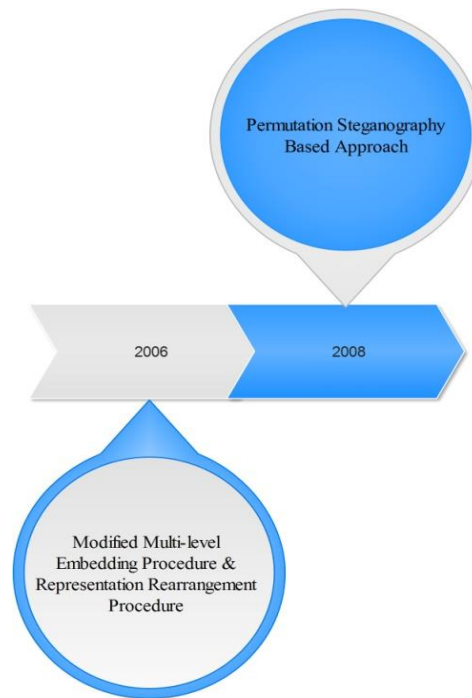 Permutation Steganography
Based Approach
2006
2008
Modified Multi-level
Embedding Procedure &
Representation Rearrangement
Procedure